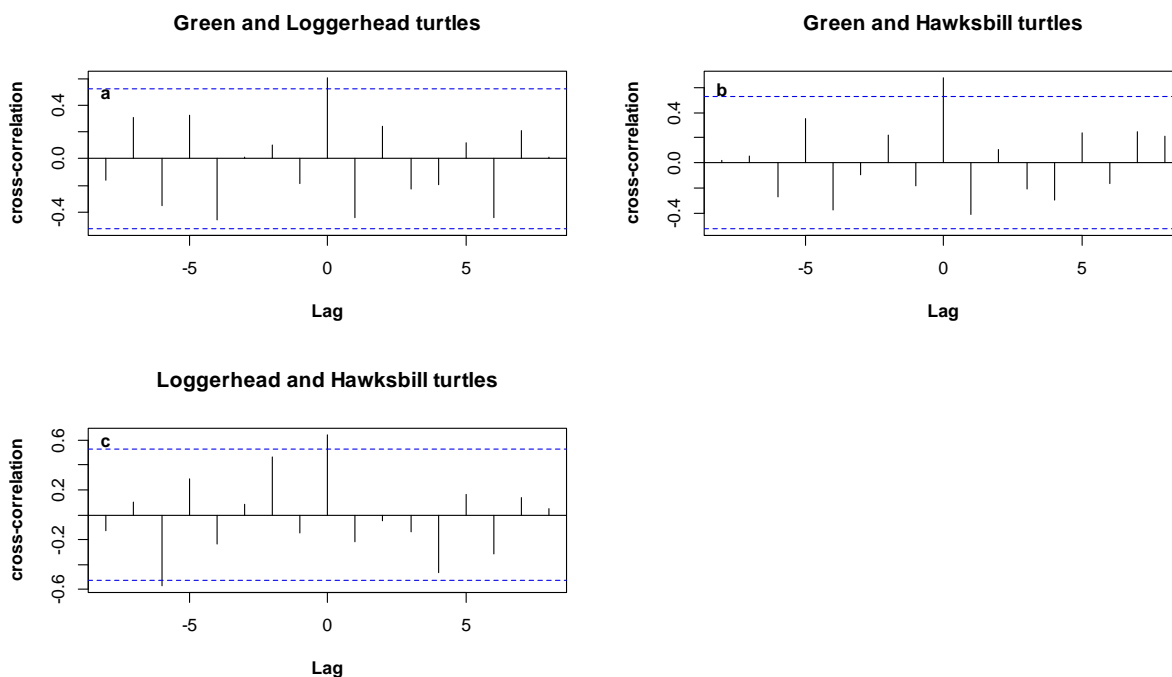 Green and Loggerhead turtles
a
cross-correlation
0.4
0.0
-0.4
-5
0
5
Lag
Green and Hawksbill turtles
b
cross-correlation
0.4
0.0
-0.4
-5
0
5
Lag
Loggerhead and Hawksbill turtles
c
cross-correlation
0.6
0.2
-0.2
-0.6
-5
0
5
Lag